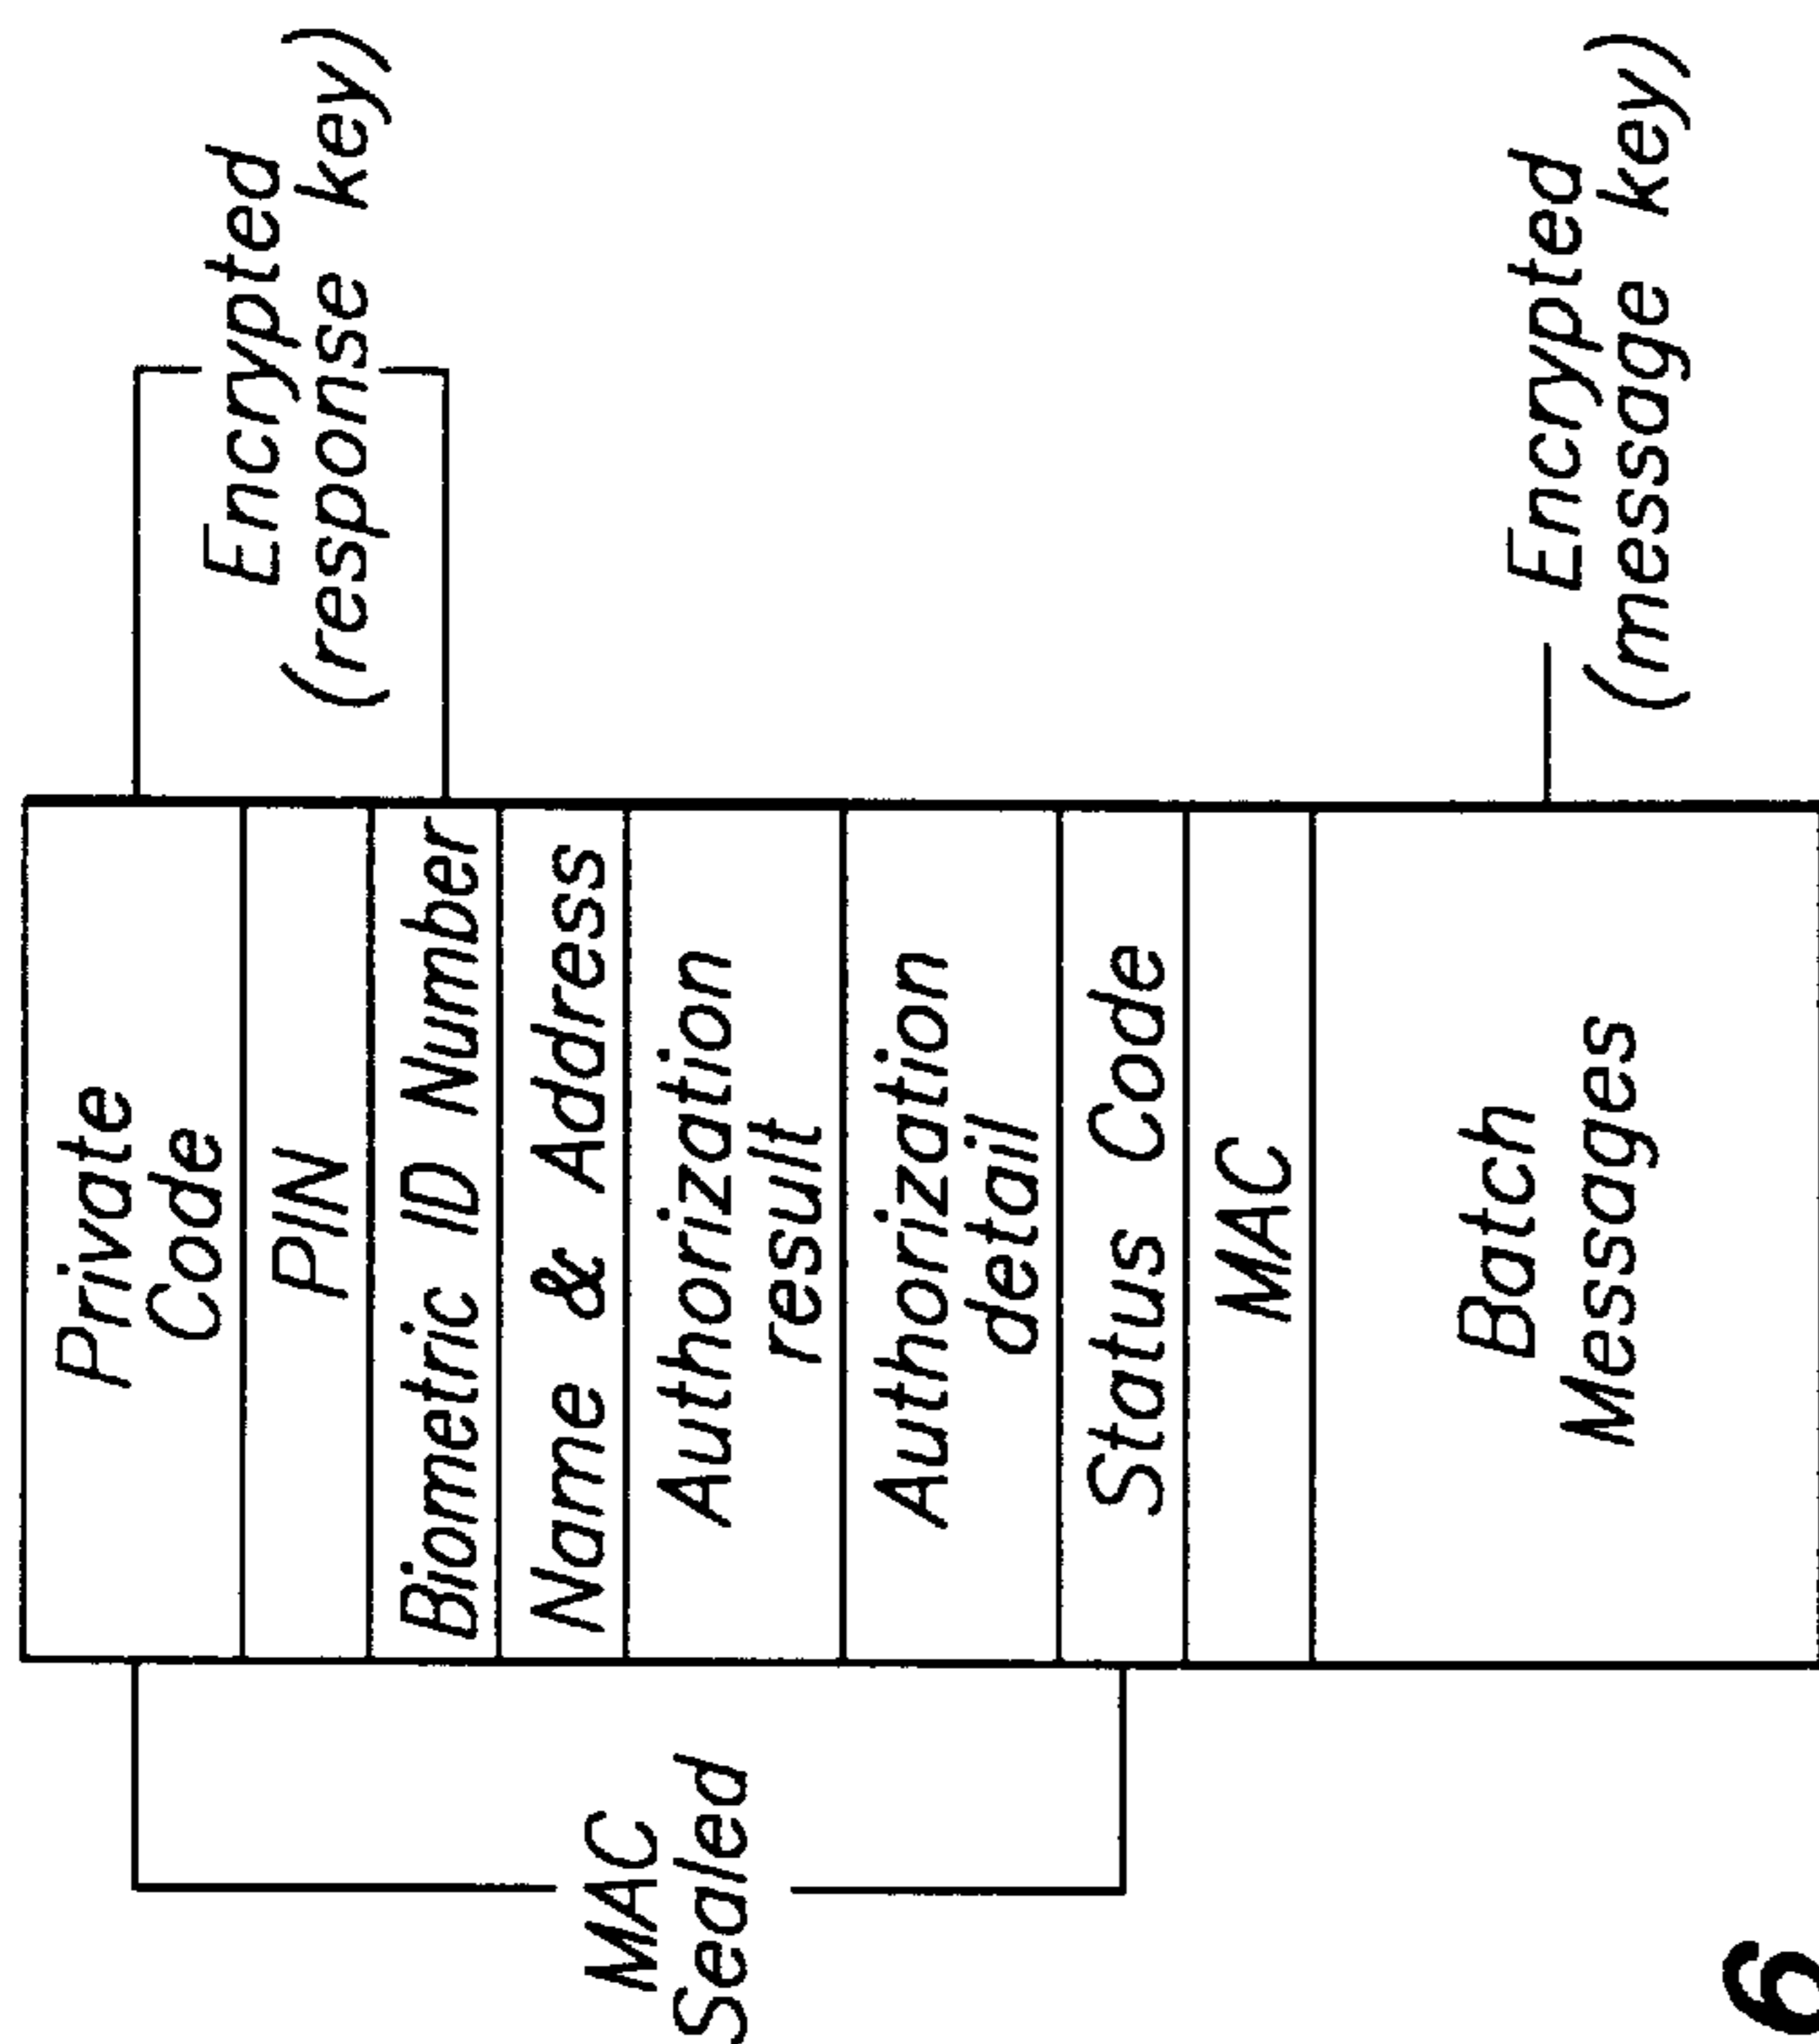 Private
Code
PIN
Biometric ID Number
Name & Address
Authorization
result
Authorization
detail
Status Code
MAC
Batch
Messages
MAC
Sealed
Encrypted
(response key)
Encrypted
(message key)
6